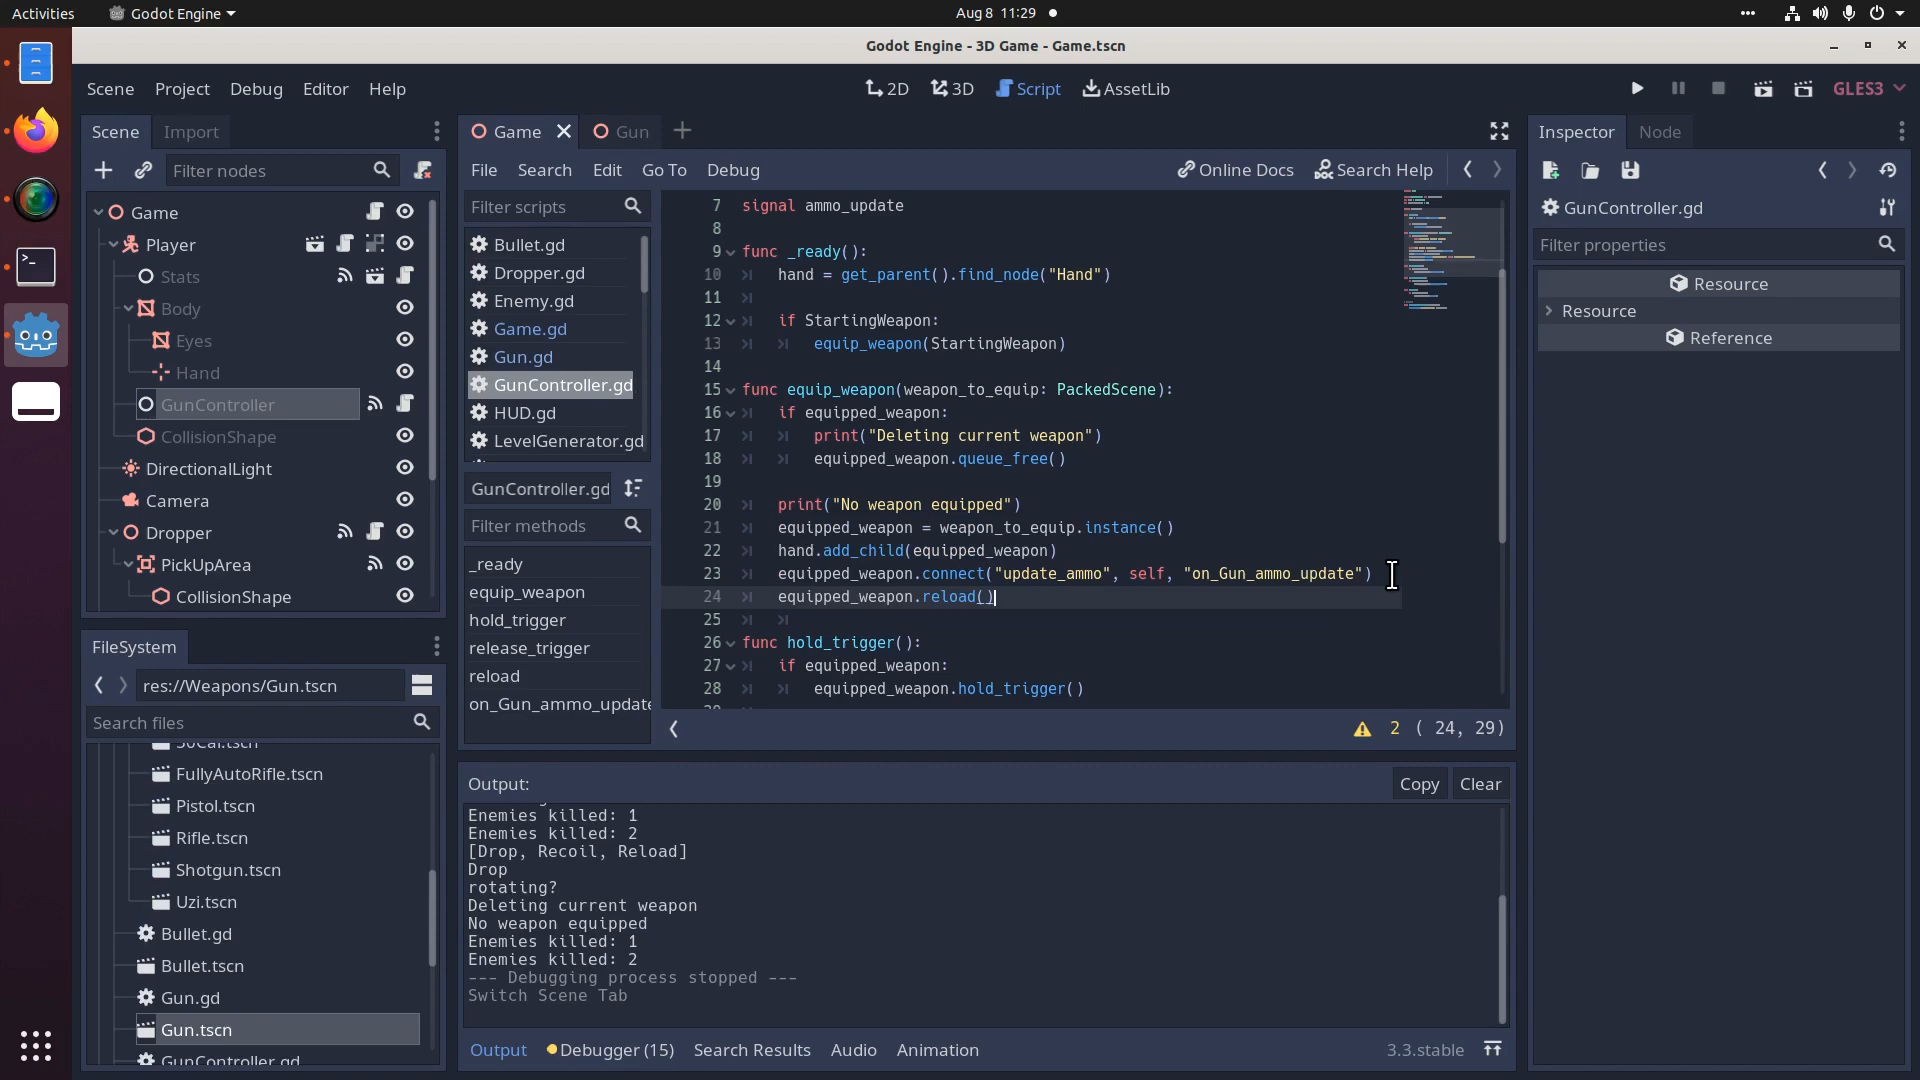 Activities
Godot Engine
Aug 8 11:29
Godot Engine - 3D Game - Game.tscn
Scene Project Debug Editor Help
2D 3D Script AssetLib
GLES3
Scene Import
Filter nodes
Game
Player
Stats
Body
Eyes
Hand
GunController
CollisionShape
DirectionalLight
Camera
Dropper
PickUpArea
CollisionShape
FileSystem
res://Weapons/Gun.tscn
Search files
SoCal.tscn
FullyAutoRifle.tscn
Pistol.tscn
Rifle.tscn
Shotgun.tscn
Uzi.tscn
Bullet.gd
Bullet.tscn
Gun.gd
Gun.tscn
GunController.gd
Game Gun
File Search Edit Go To Debug
Online Docs Search Help
Filter scripts
Bullet.gd
Dropper.gd
Enemy.gd
Game.gd
Gun.gd
GunController.gd
HUD.gd
LevelGenerator.gd
GunController.gd
Filter methods
_ready
equip_weapon
hold_trigger
release_trigger
reload
on_Gun_ammo_update
7 signal ammo_update
8
9 func _ready():
10 hand = get_parent().find_node("Hand")
11
12 if StartingWeapon:
13 equip_weapon(StartingWeapon)
14
15 func equip_weapon(weapon_to_equip: PackedScene):
16 if equipped_weapon:
17 print("Deleting current weapon")
18 equipped_weapon.queue_free()
19
20 print("No weapon equipped")
21 equipped_weapon = weapon_to_equip.instance()
22 hand.add_child(equipped_weapon)
23 equipped_weapon.connect("update_ammo", self, "on_Gun_ammo_update")
24 equipped_weapon.reload()
25
26 func hold_trigger():
27 if equipped_weapon:
28 equipped_weapon.hold_trigger()
2 ( 24, 29)
Output:
Copy Clear
Enemies killed: 1
Enemies killed: 2
[Drop, Recoil, Reload]
Drop
rotating?
Deleting current weapon
No weapon equipped
Enemies killed: 1
Enemies killed: 2
--- Debugging process stopped ---
Switch Scene Tab
Output Debugger (15) Search Results Audio Animation
3.3.stable
Inspector Node
GunController.gd
Filter properties
Resource
Resource
Reference